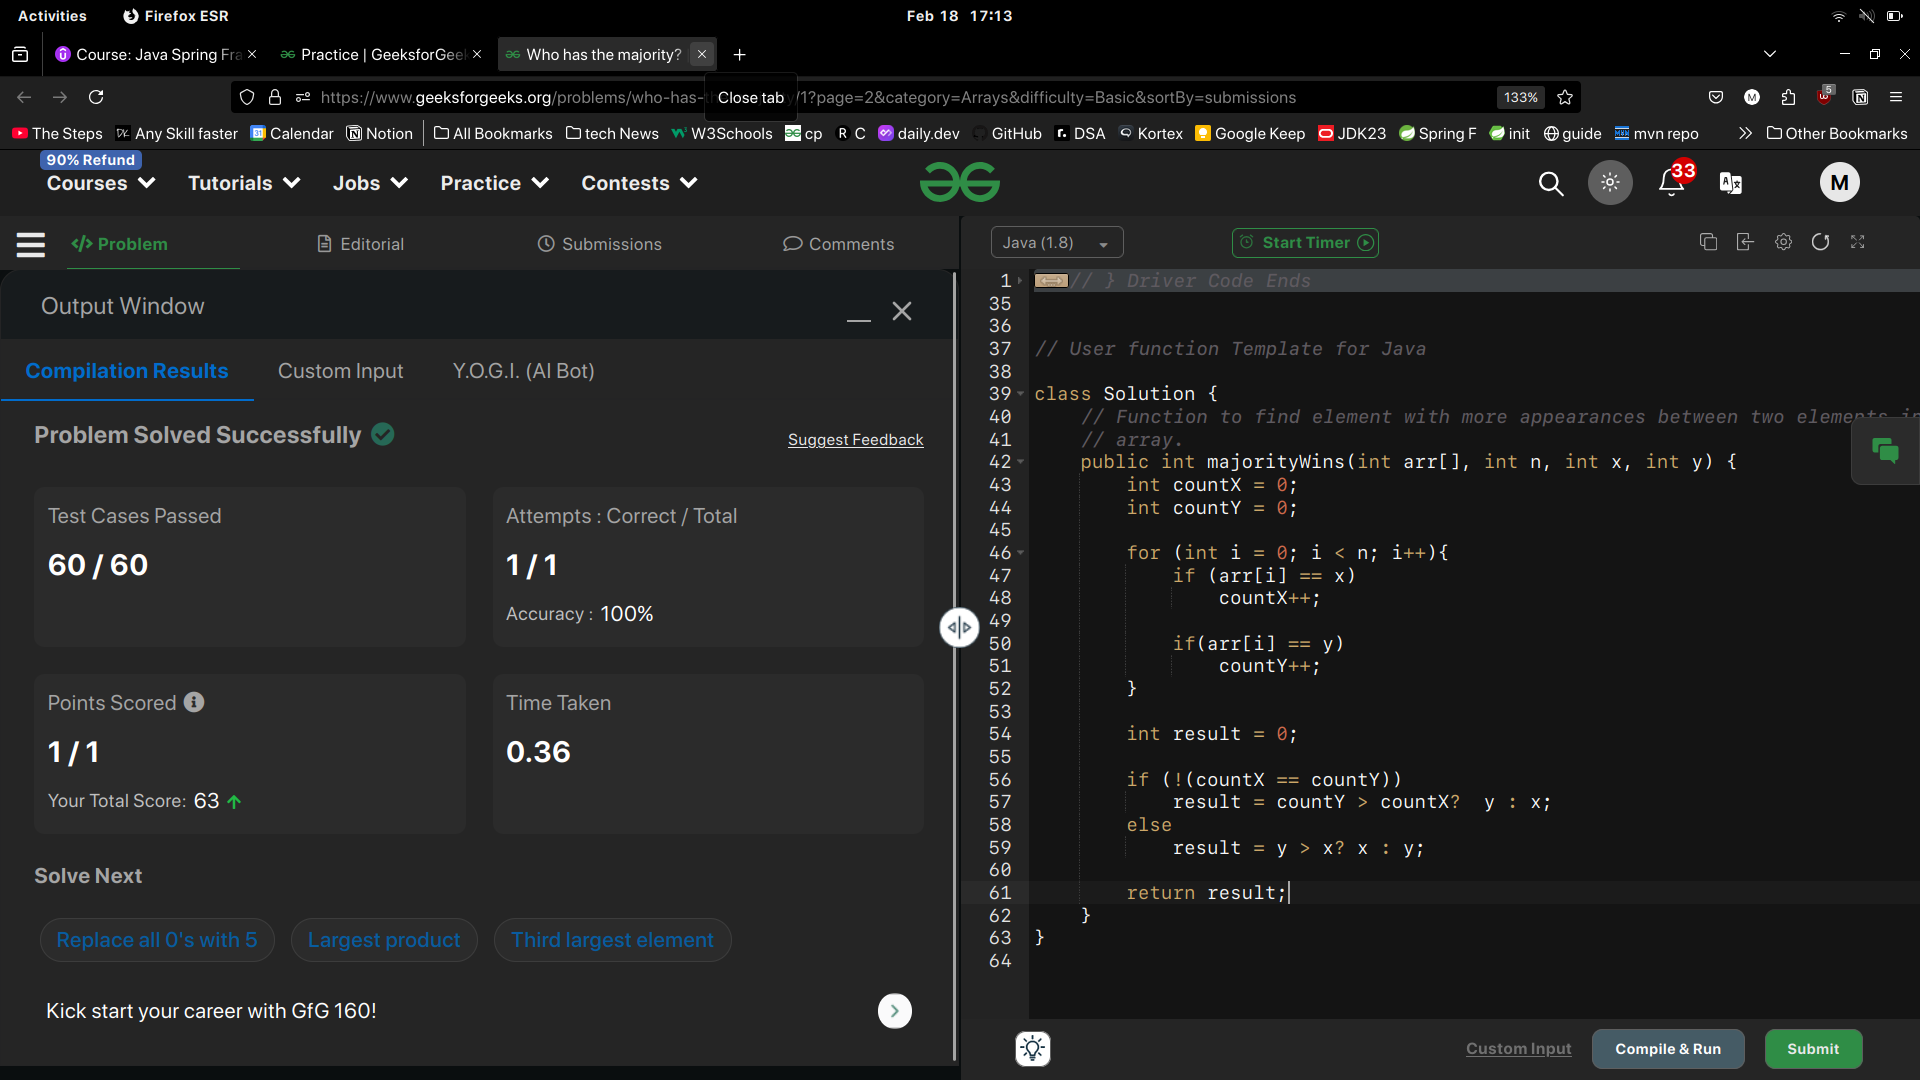 Activities Firefox ESR Feb 18 17:13
Course: Java Spring Fra Practice | GeeksforGeek Who has the majority?
https://www.geeksforgeeks.org/problems/who-has-t Close tab y/1?page=2&category=Arrays&difficulty=Basic&sortBy=submissions 133% M 5
The Steps Any Skill faster Calendar Notion All Bookmarks tech News W3Schools cp R C daily.dev GitHub DSA Kortex Google Keep JDK23 Spring F init guide mvn repo Other Bookmarks
90% Refund
Courses Tutorials Jobs Practice Contests 33 M
</> Problem Editorial Submissions Comments
Java (1.8) Start Timer
Output Window
Compilation Results Custom Input Y.O.G.I. (AI Bot)
Problem Solved Successfully Suggest Feedback
Test Cases Passed Attempts : Correct / Total
60 / 60 1 / 1
Accuracy : 100%
Points Scored Time Taken
1 / 1 0.36
Your Total Score: 63
Solve Next
Replace all 0's with 5 Largest product Third largest element
Kick start your career with GfG 160!
1 // } Driver Code Ends
35
36
37 // User function Template for Java
38
39 class Solution {
40 // Function to find element with more appearances between two elements in
41 // array.
42 public int majorityWins(int arr[], int n, int x, int y) {
43 int countX = 0;
44 int countY = 0;
45
46 for (int i = 0; i < n; i++){
47 if (arr[i] == x)
48 countX++;
49
50 if(arr[i] == y)
51 countY++;
52 }
53
54 int result = 0;
55
56 if (!(countX == countY))
57 result = countY > countX?  y : x;
58 else
59 result = y > x? x : y;
60
61 return result;
62 }
63 }
64
Custom Input Compile & Run Submit